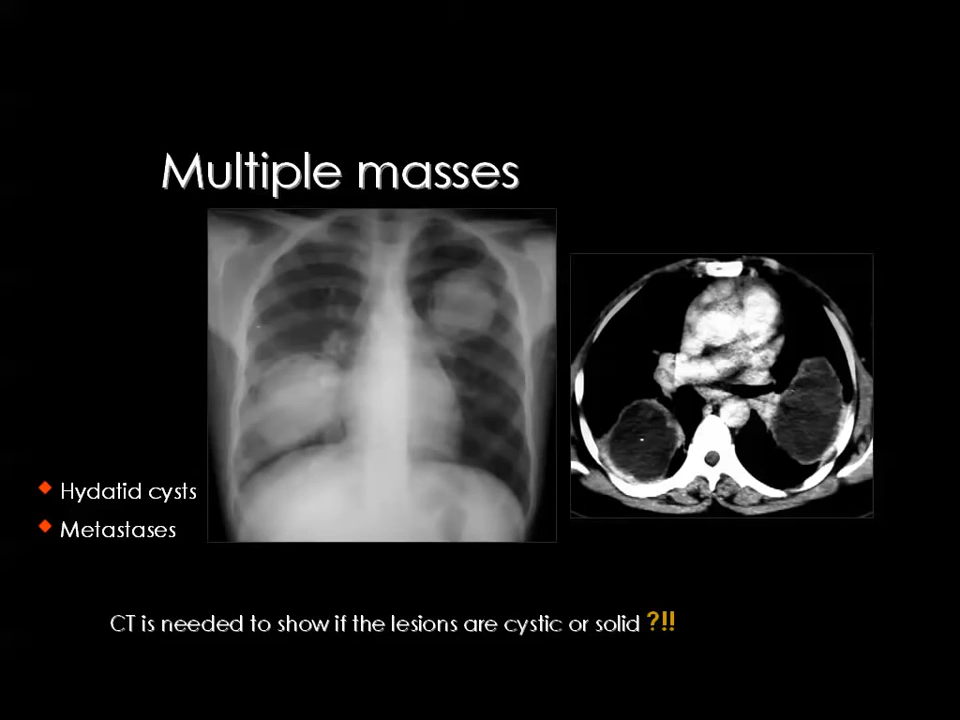 Multiple masses
Hydatid cysts
Metastases
CT is needed to show if the lesions are cystic or solid ?!!